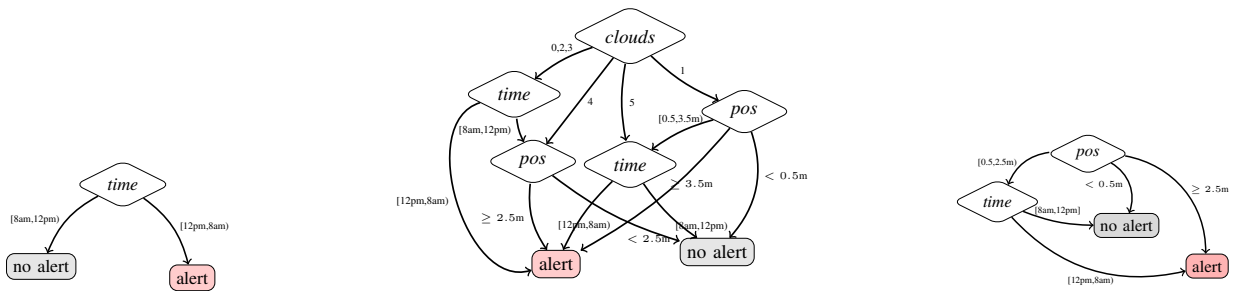 time
[8am,12pm)
[12pm,8am)
no alert
alert
clouds
0,2,3
4
5
1
time
pos
[8am,12pm)
[0.5,3.5m)
pos
time
[12pm,8am)
≥ 2.5m
[12pm,8am)
< 2.5m
≥ 3.5m
[8am,12pm)
< 0.5m
alert
no alert
pos
[0.5,2.5m)
< 0.5m
≥ 2.5m
time
[8am,12pm]
no alert
[12pm,8am)
alert